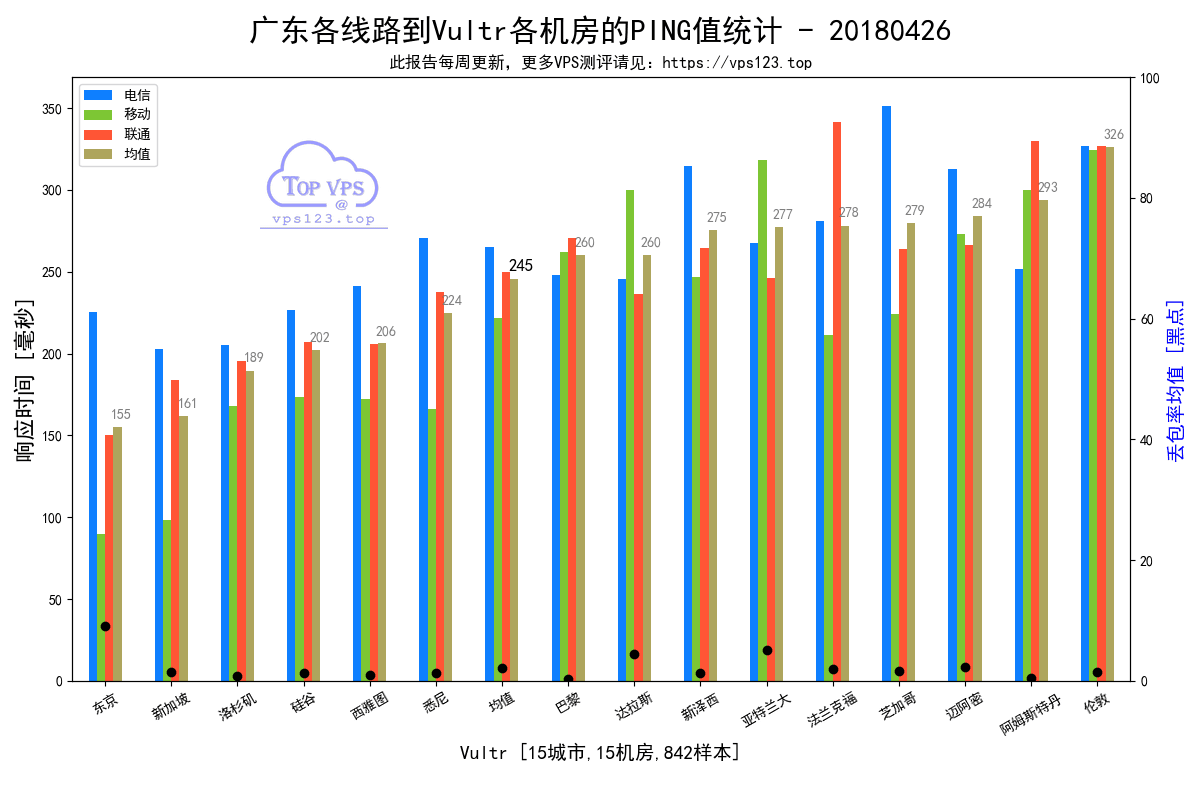 广东各线路到Vultr各机房的PING值统计 - 20180426
此报告每周更新，更多VPS测评请见：https://vps123.top
电信
移动
联通
均值
TOP VPS
@
vps123.top
响应时间 [毫秒]
350
300
250
200
150
100
50
0
155
161
189
202
206
224
245
260
260
275
277
278
279
284
293
326
100
80
60
40
20
0
丢包率均值 [黑点]
东京
新加坡
洛杉矶
硅谷
西雅图
悉尼
均值
巴黎
达拉斯
新泽西
亚特兰大
法兰克福
芝加哥
迈阿密
阿姆斯特丹
伦敦
Vultr [15城市,15机房,842样本]